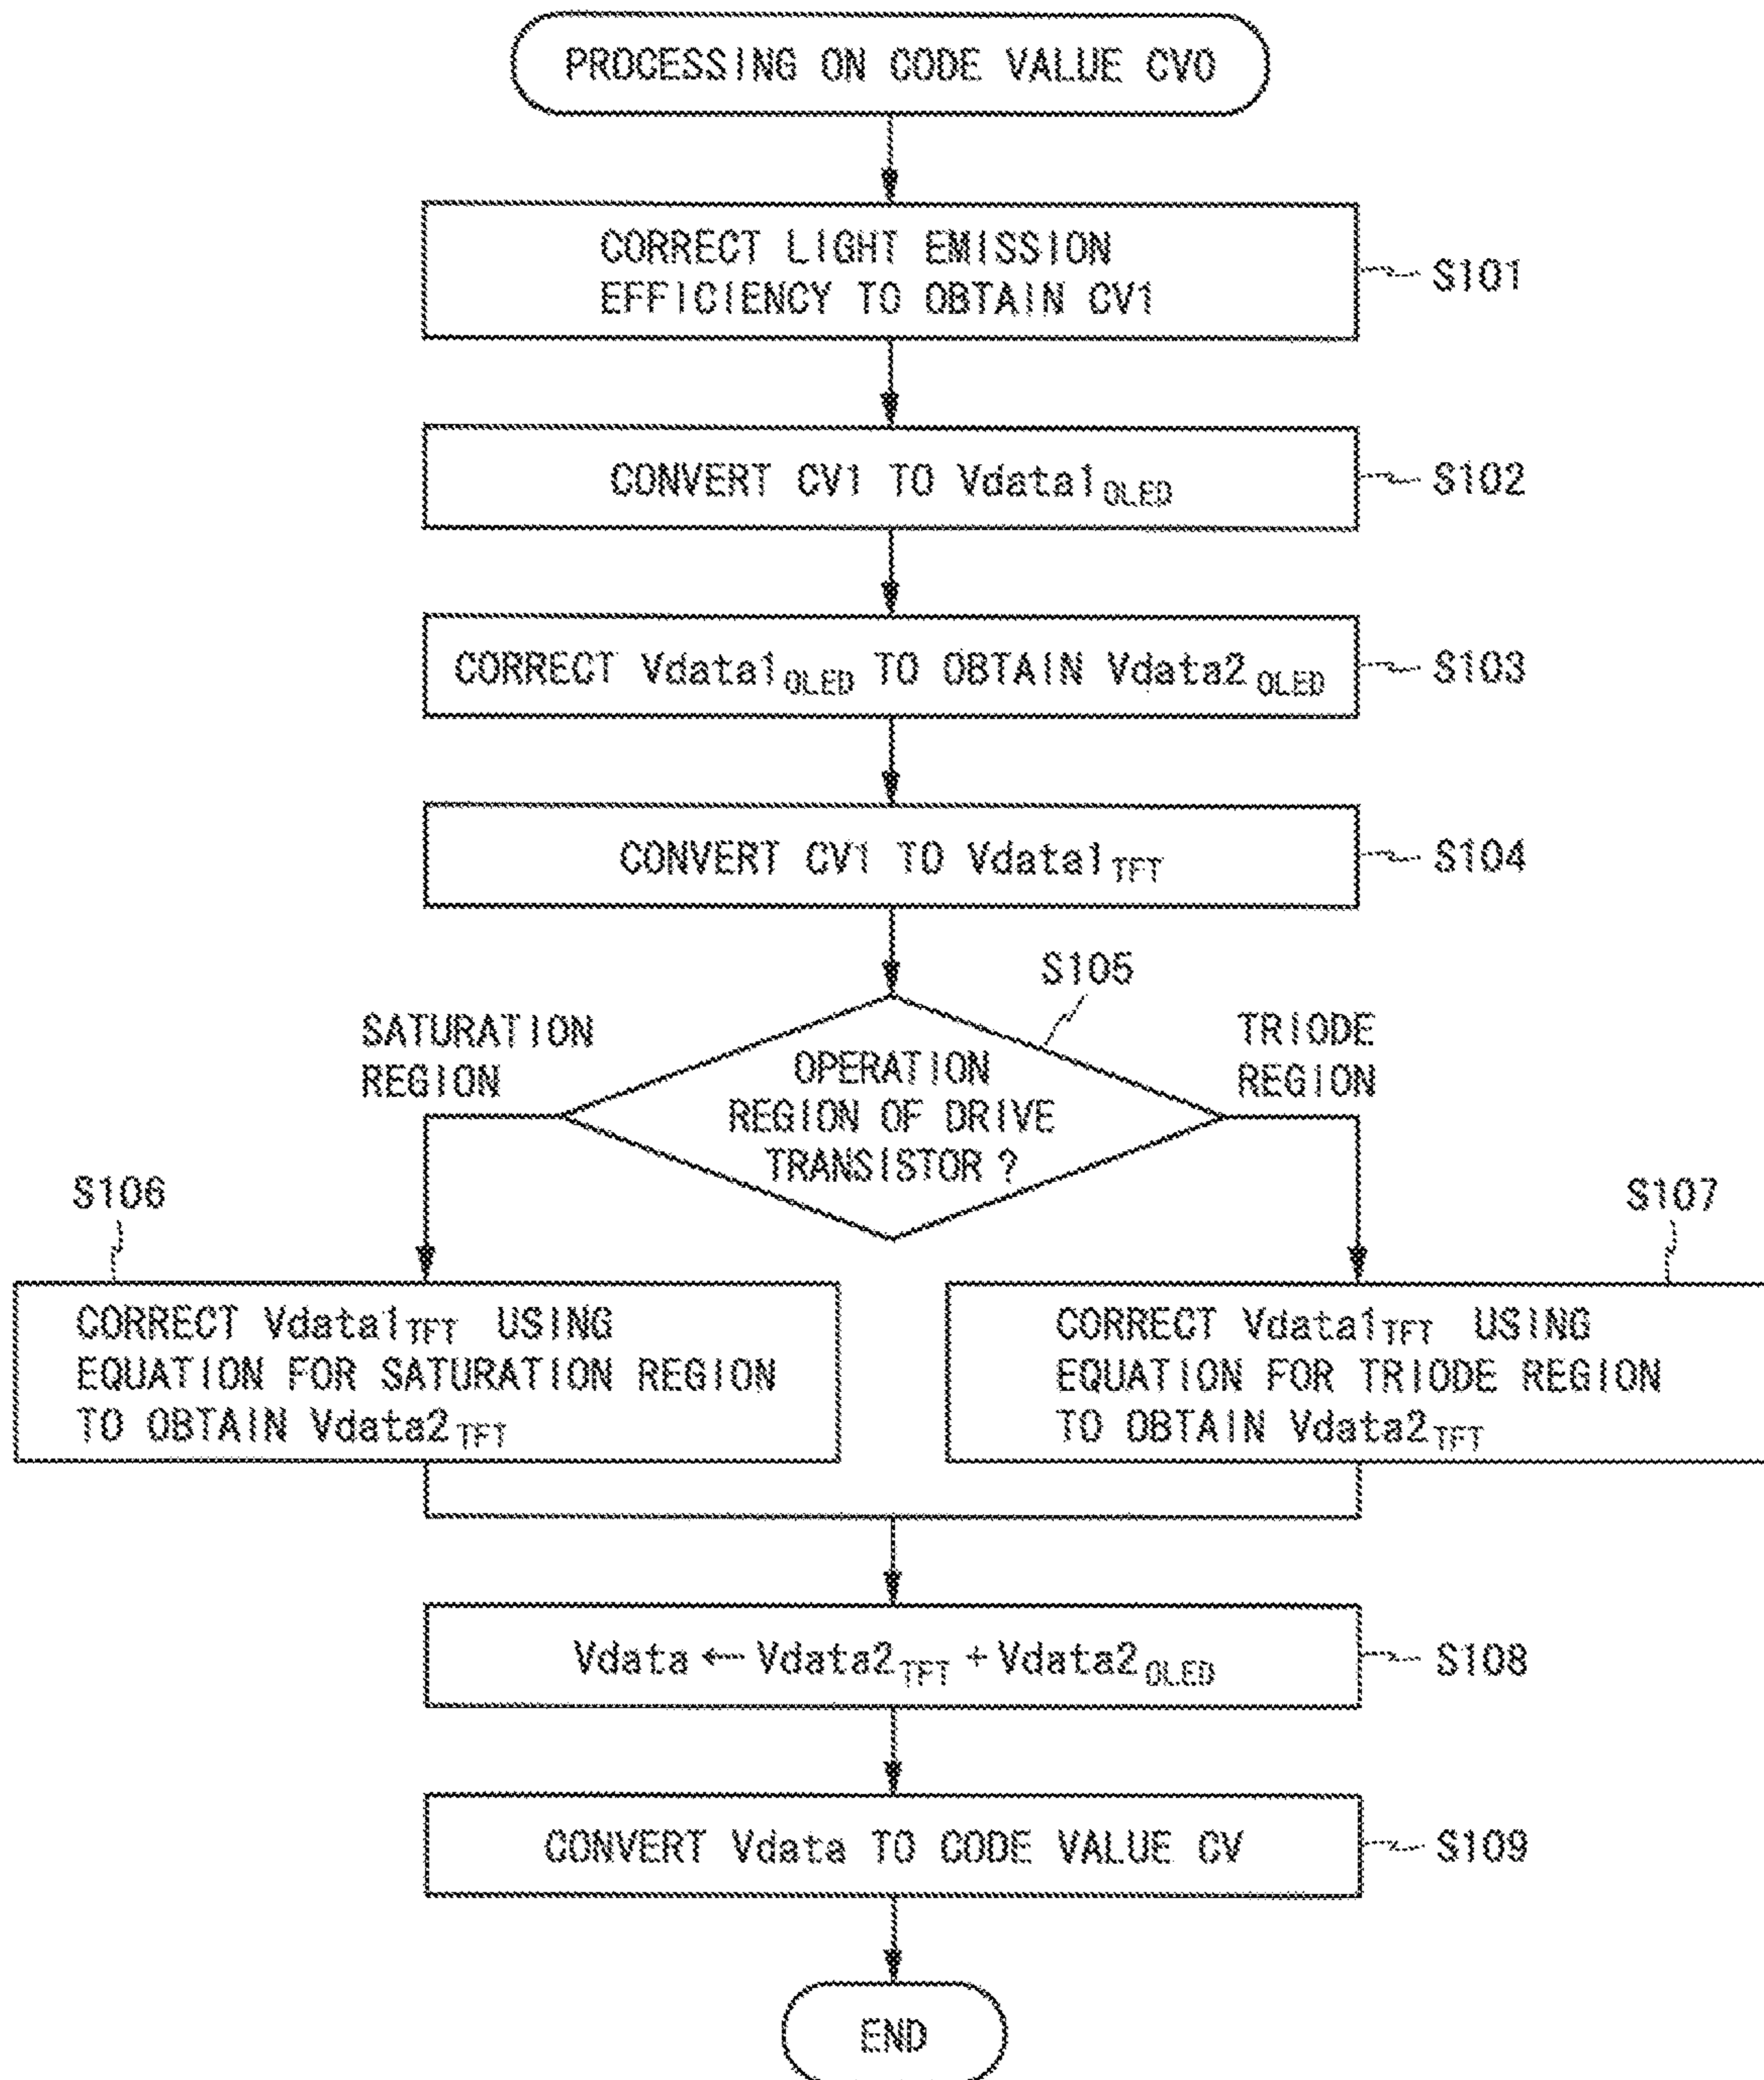 PROCESSING ON CODE VALUE CV0
CORRECT LIGHT EMISSION
EFFICIENCY TO OBTAIN CV1
S101
CONVERT CV1 TO Vdata1OLED
S102
CORRECT Vdata1OLED TO OBTAIN Vdata2OLED
S103
CONVERT CV1 TO Vdata1TFT
S104
S105
SATURATION
REGION
OPERATION
REGION OF DRIVE
TRANSISTOR?
TRIODE
REGION
S106
CORRECT Vdata1TFT USING
EQUATION FOR SATURATION REGION
TO OBTAIN Vdata2TFT
S107
CORRECT Vdata1TFT USING
EQUATION FOR TRIODE REGION
TO OBTAIN Vdata2TFT
Vdata ← Vdata2TFT + Vdata2OLED
S108
CONVERT Vdata TO CODE VALUE CV
S109
END